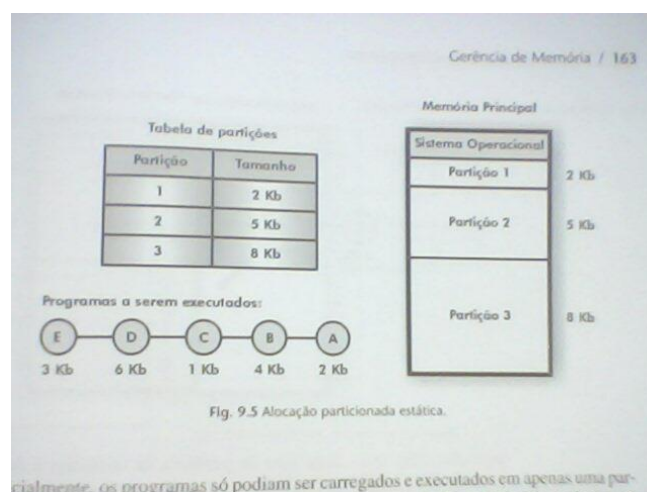 Gerência de Memória / 163
Tabela de partições
Partição Tamanho
1 2 Kb
2 5 Kb
3 8 Kb
Memória Principal
Sistema Operacional
Partição 1 2 Kb
Partição 2 5 Kb
Partição 3 8 Kb
Programas a serem executados:
E D C B A
3 Kb 6 Kb 1 Kb 4 Kb 2 Kb
Fig. 9.5 Alocação particionada estática.
cialmente, os programas só podiam ser carregados e executados em apenas uma par-